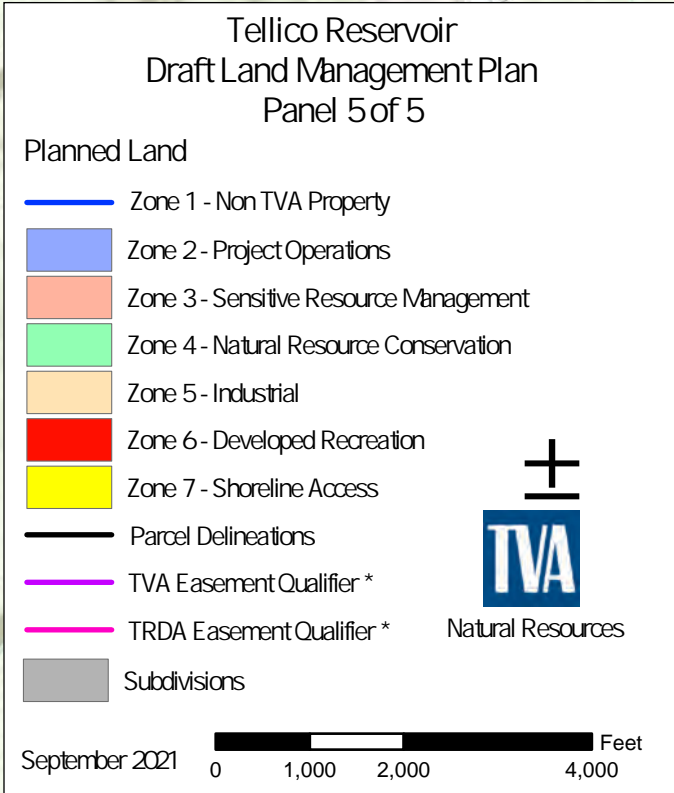 Tellico Reservoir
Draft Land Management Plan
Panel 5 of 5
Planned Land
Zone 1 - Non TVA Property
Zone 2 - Project Operations
Zone 3 - Sensitive Resource Management
Zone 4 - Natural Resource Conservation
Zone 5 - Industrial
Zone 6 - Developed Recreation
Zone 7 - Shoreline Access
±
Parcel Delineations
TVA
TVA Easement Qualifier *
TRDA Easement Qualifier *
Natural Resources
Subdivisions
September 2021
Feet
0 1,000 2,000 4,000